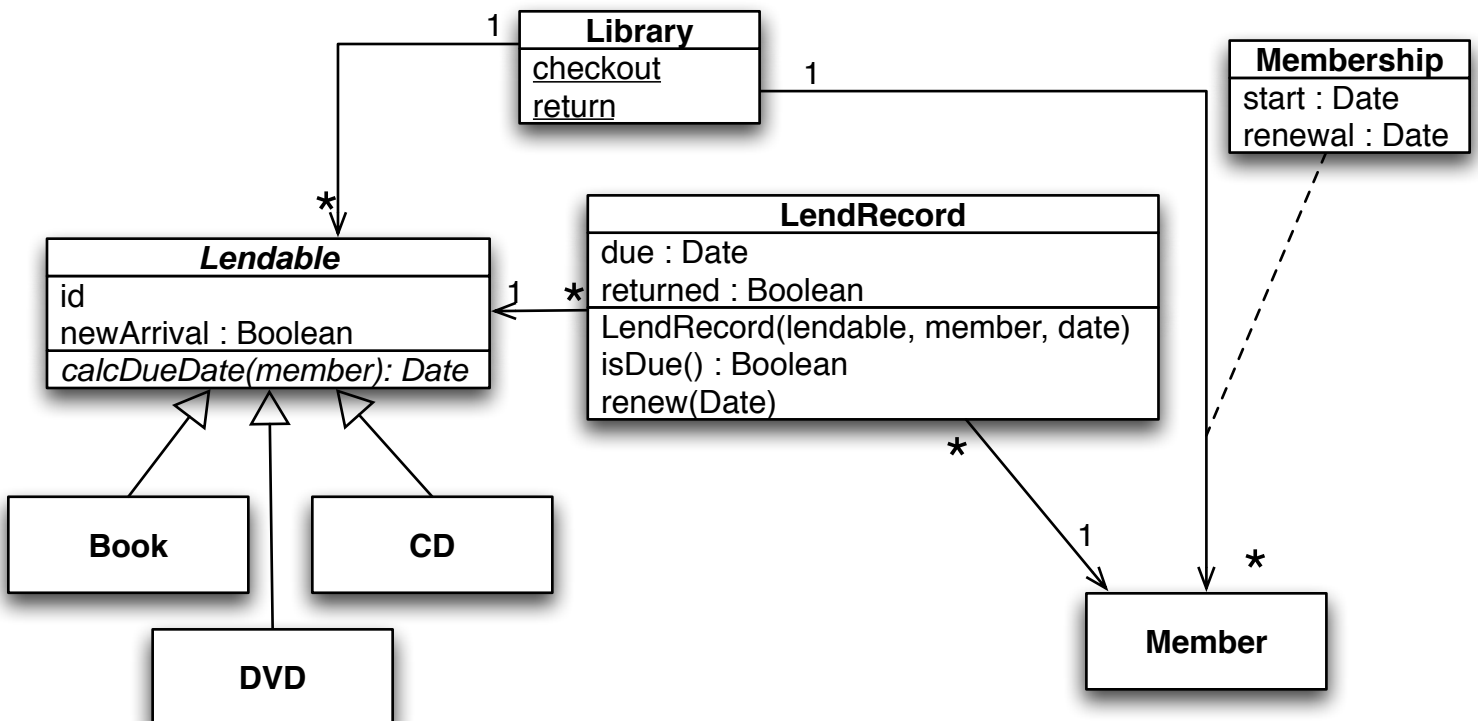 1
Library
checkout
return
1
Membership
start : Date
renewal : Date
*
Lendable
id
newArrival : Boolean
calcDueDate(member): Date
1
*
LendRecord
due : Date
returned : Boolean
LendRecord(lendable, member, date)
isDue() : Boolean
renew(Date)
*
1
*
Book
CD
DVD
Member